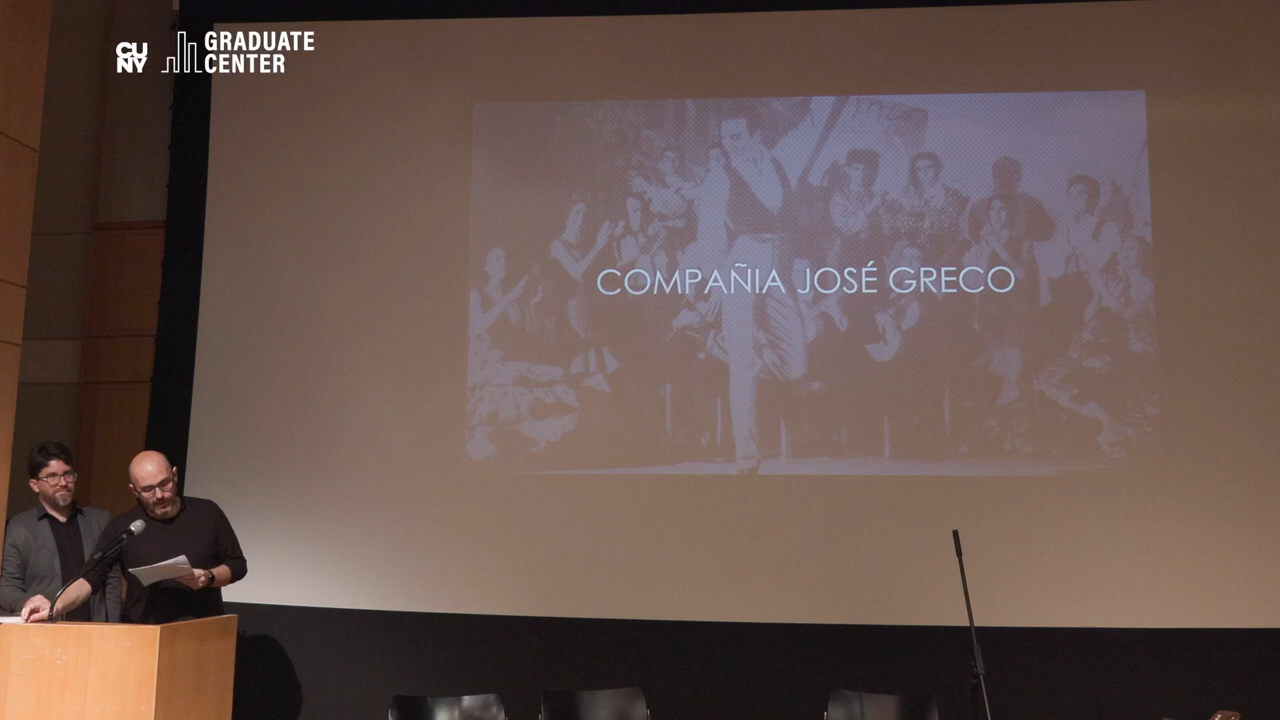 CU
NY
GRADUATE
CENTER
COMPAÑIA JOSÉ GRECO